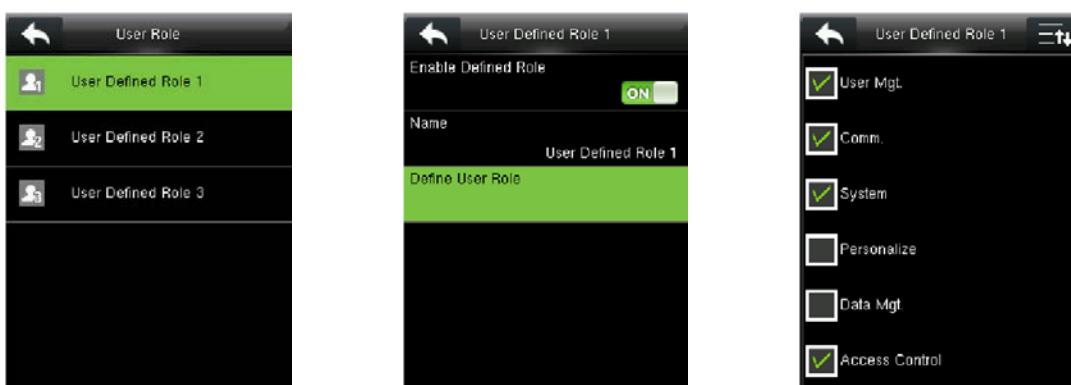 User Role
User Defined Role 1
User Defined Role 2
User Defined Role 3
User Defined Role 1
Enable Defined Role
ON
Name
User Defined Role 1
Define User Role
User Defined Role 1
User Mgt.
Comm.
System
Personalize
Data Mgt.
Access Control